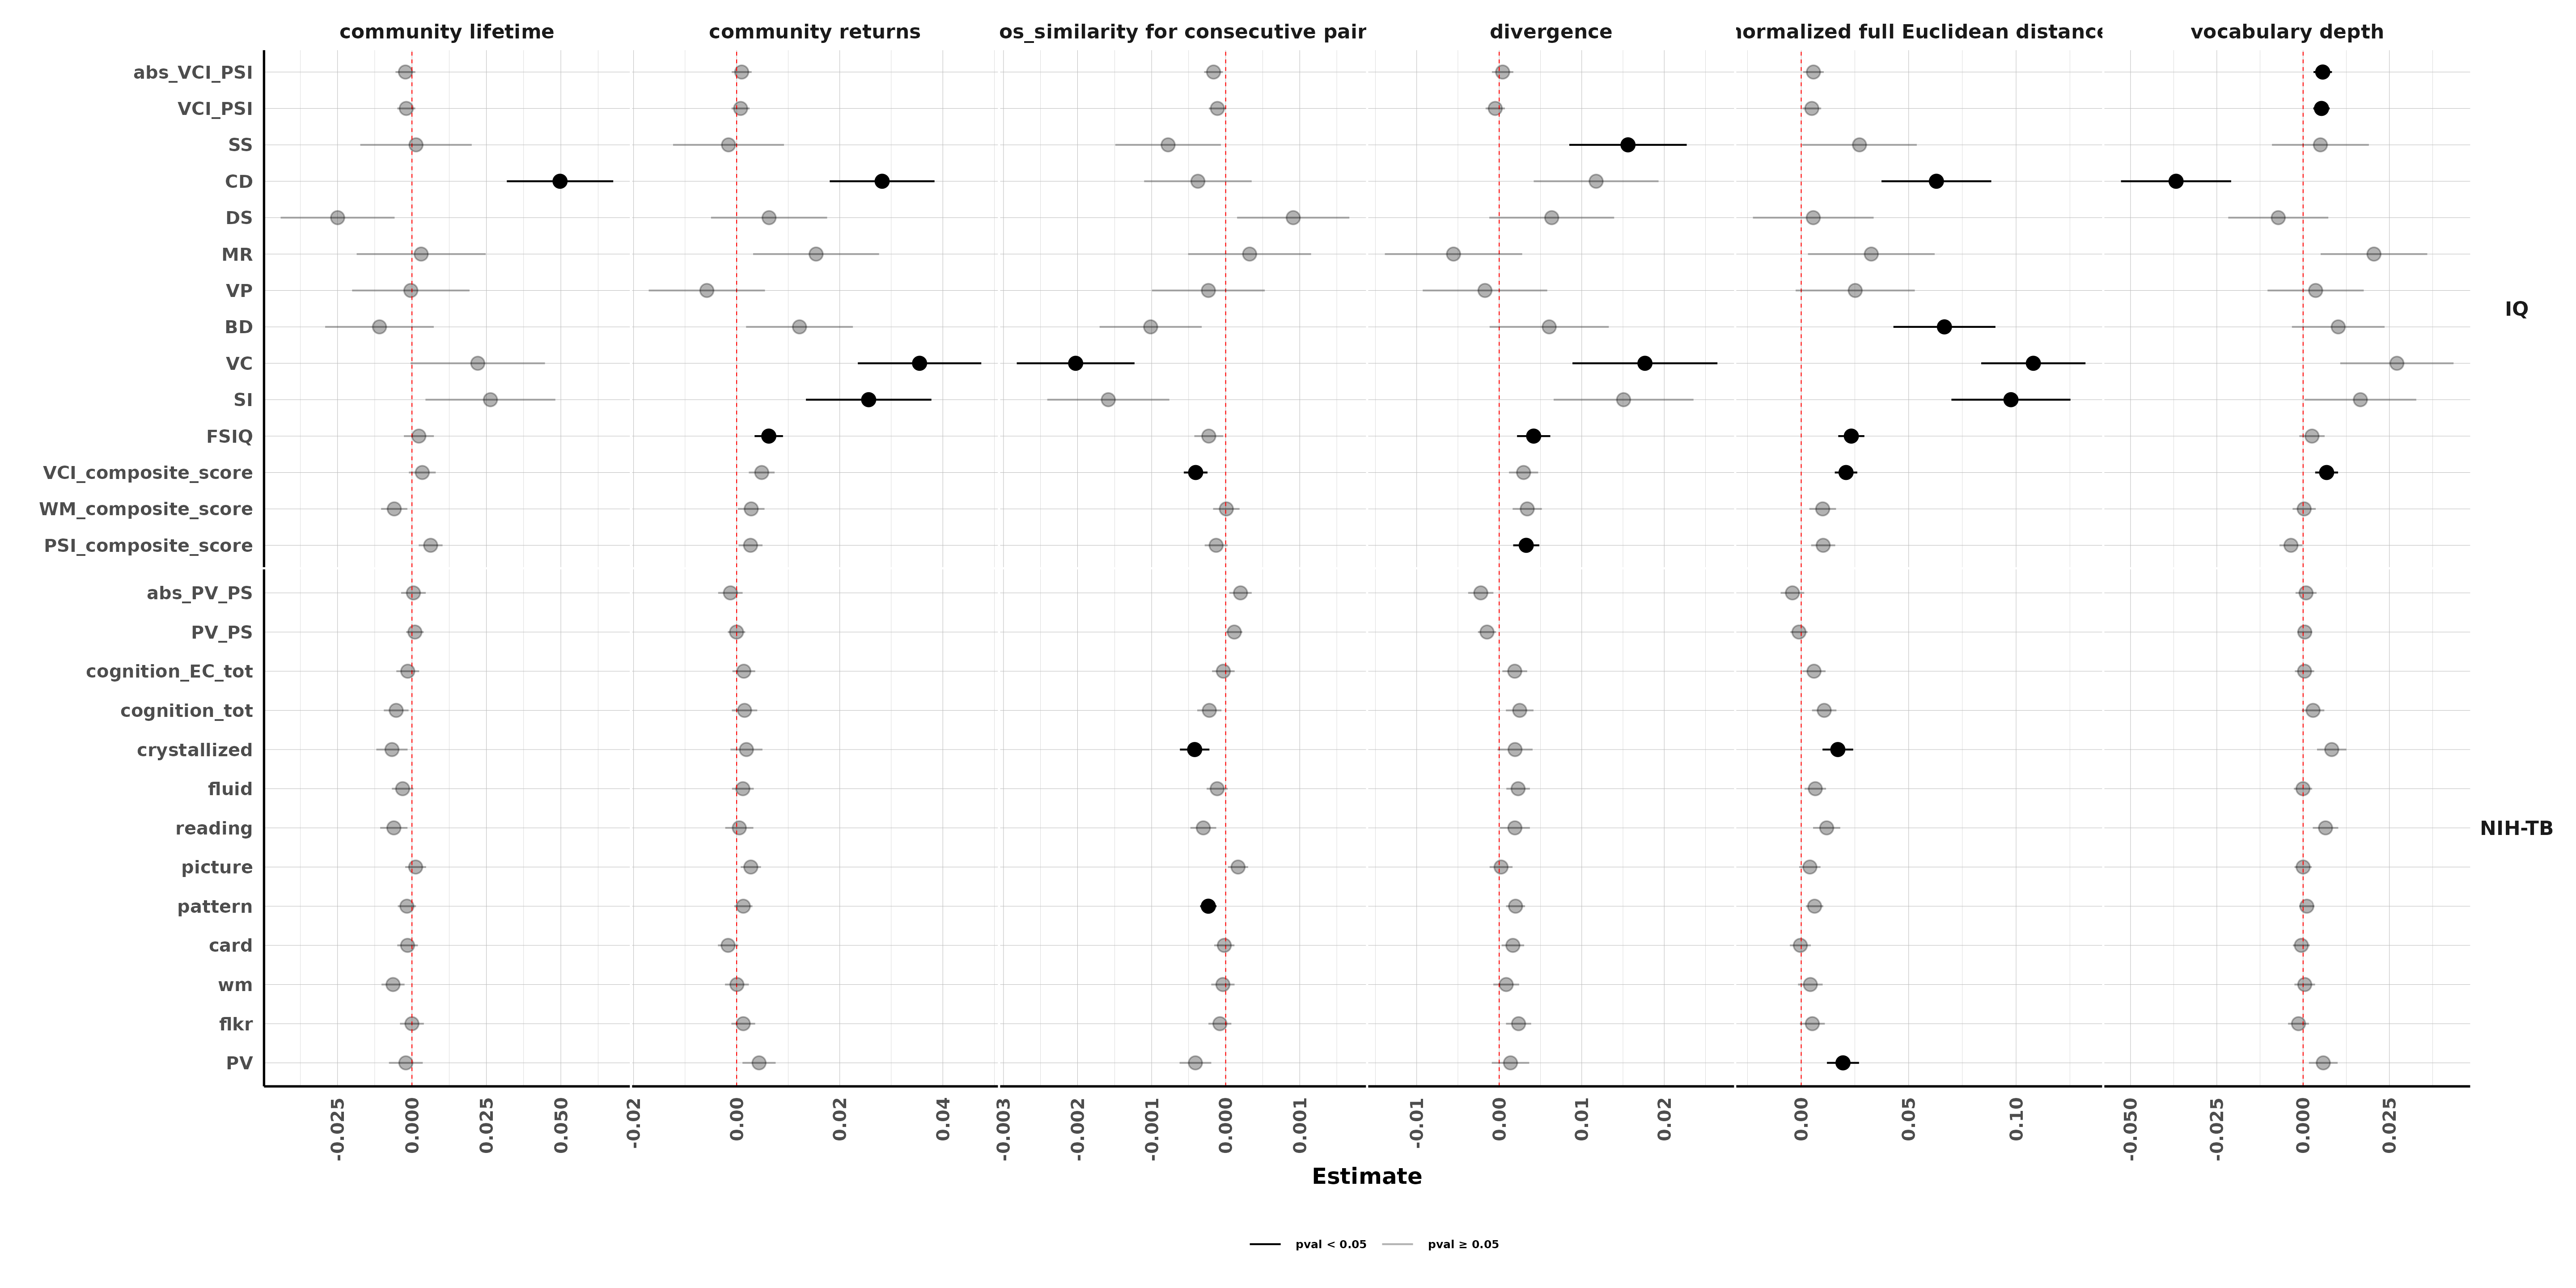 community lifetime
community returns
os_similarity for consecutive pair
divergence
normalized full Euclidean distance
vocabulary depth
abs_VCI_PSI
VCI_PSI
SS
CD
DS
MR
VP
BD
VC
SI
FSIQ
VCI_composite_score
WM_composite_score
PSI_composite_score
IQ
abs_PV_PS
PV_PS
cognition_EC_tot
cognition_tot
crystallized
fluid
reading
picture
pattern
card
wm
flkr
PV
NIH-TB
-0.025
0.000
0.025
0.050
-0.02
0.00
0.02
0.04
-0.003
-0.002
-0.001
0.000
0.001
-0.01
0.00
0.01
0.02
0.00
0.05
0.10
-0.050
-0.025
0.000
0.025
Estimate
pval < 0.05
pval ≥ 0.05